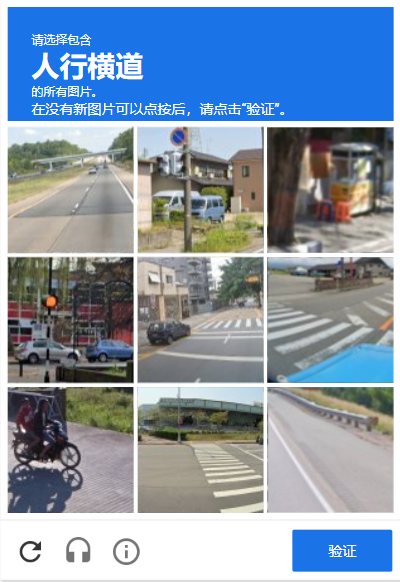 请选择包含
人行横道
的所有图片。
在没有新图片可以点按后，请点击“验证”。
验证